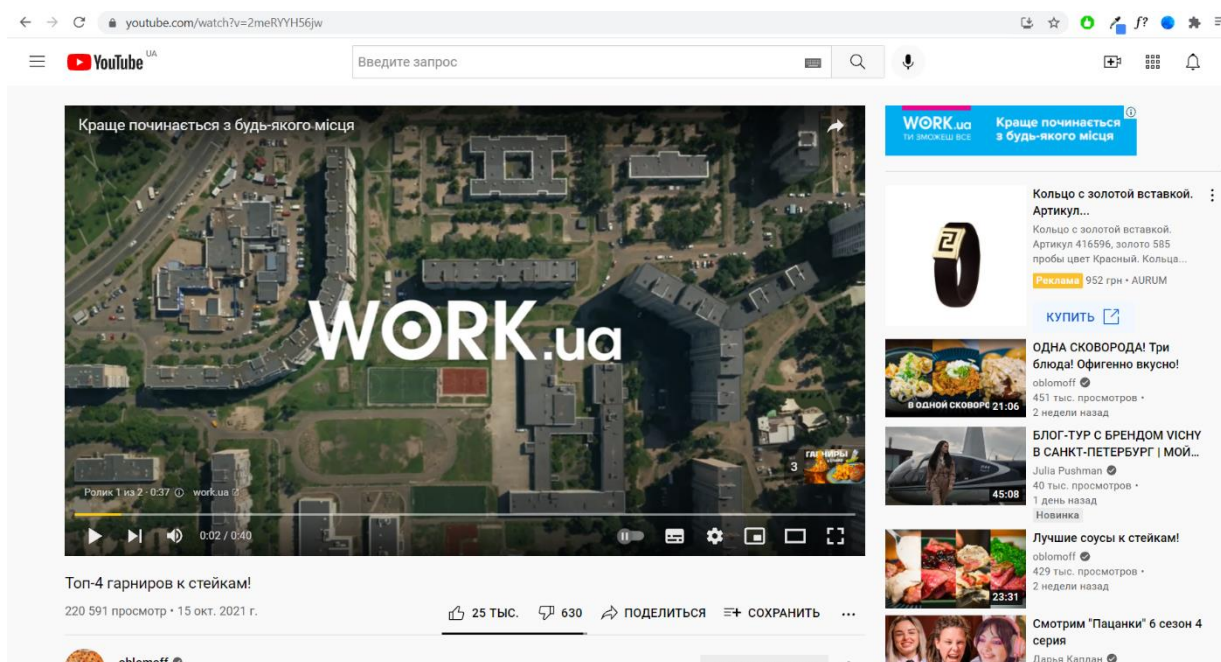 youtube.com/watch?v=2meRYYH56jw
f?
YouTube UA
Введите запрос
Краще починається з будь-якого місця
WORK.ua
3
ГАРНИРЫ
Ролик 1 из 2 · 0:37 work.ua
0:02 / 0:40
Топ-4 гарниров к стейкам!
220 591 просмотр • 15 окт. 2021 г.
25 ТЫС.
630
ПОДЕЛИТЬСЯ
СОХРАНИТЬ
oblomoff
WORK.ua
ТИ ЗМОЖЕШ ВСЕ
Краще починається
з будь-якого місця
Кольцо с золотой вставкой.
Артикул...
Кольцо с золотой вставкой.
Артикул 416596, золото 585
пробы цвет Красный. Кольца...
Реклама 952 грн • AURUM
КУПИТЬ
В ОДНОЙ СКОВОРО
21:06
ОДНА СКОВОРОДА! Три
блюда! Офигенно вкусно!
oblomoff
451 тыс. просмотров •
2 недели назад
45:08
БЛОГ-ТУР С БРЕНДОМ VICHY
В САНКТ-ПЕТЕРБУРГ | МОЙ...
Julia Pushman
40 тыс. просмотров •
1 день назад
Новинка
23:31
Лучшие соусы к стейкам!
oblomoff
429 тыс. просмотров •
2 недели назад
Смотрим "Пацанки" 6 сезон 4
серия
Дарья Каплан